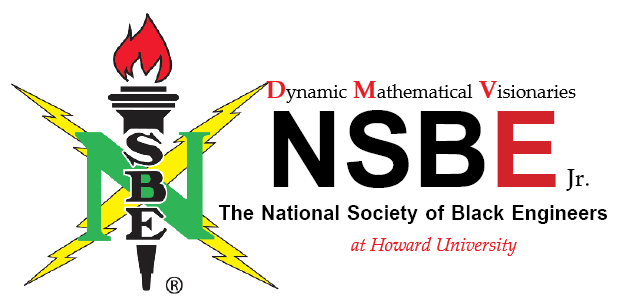 NSBE
®
Dynamic Mathematical Visionaries
NSBE Jr.
The National Society of Black Engineers
at Howard University